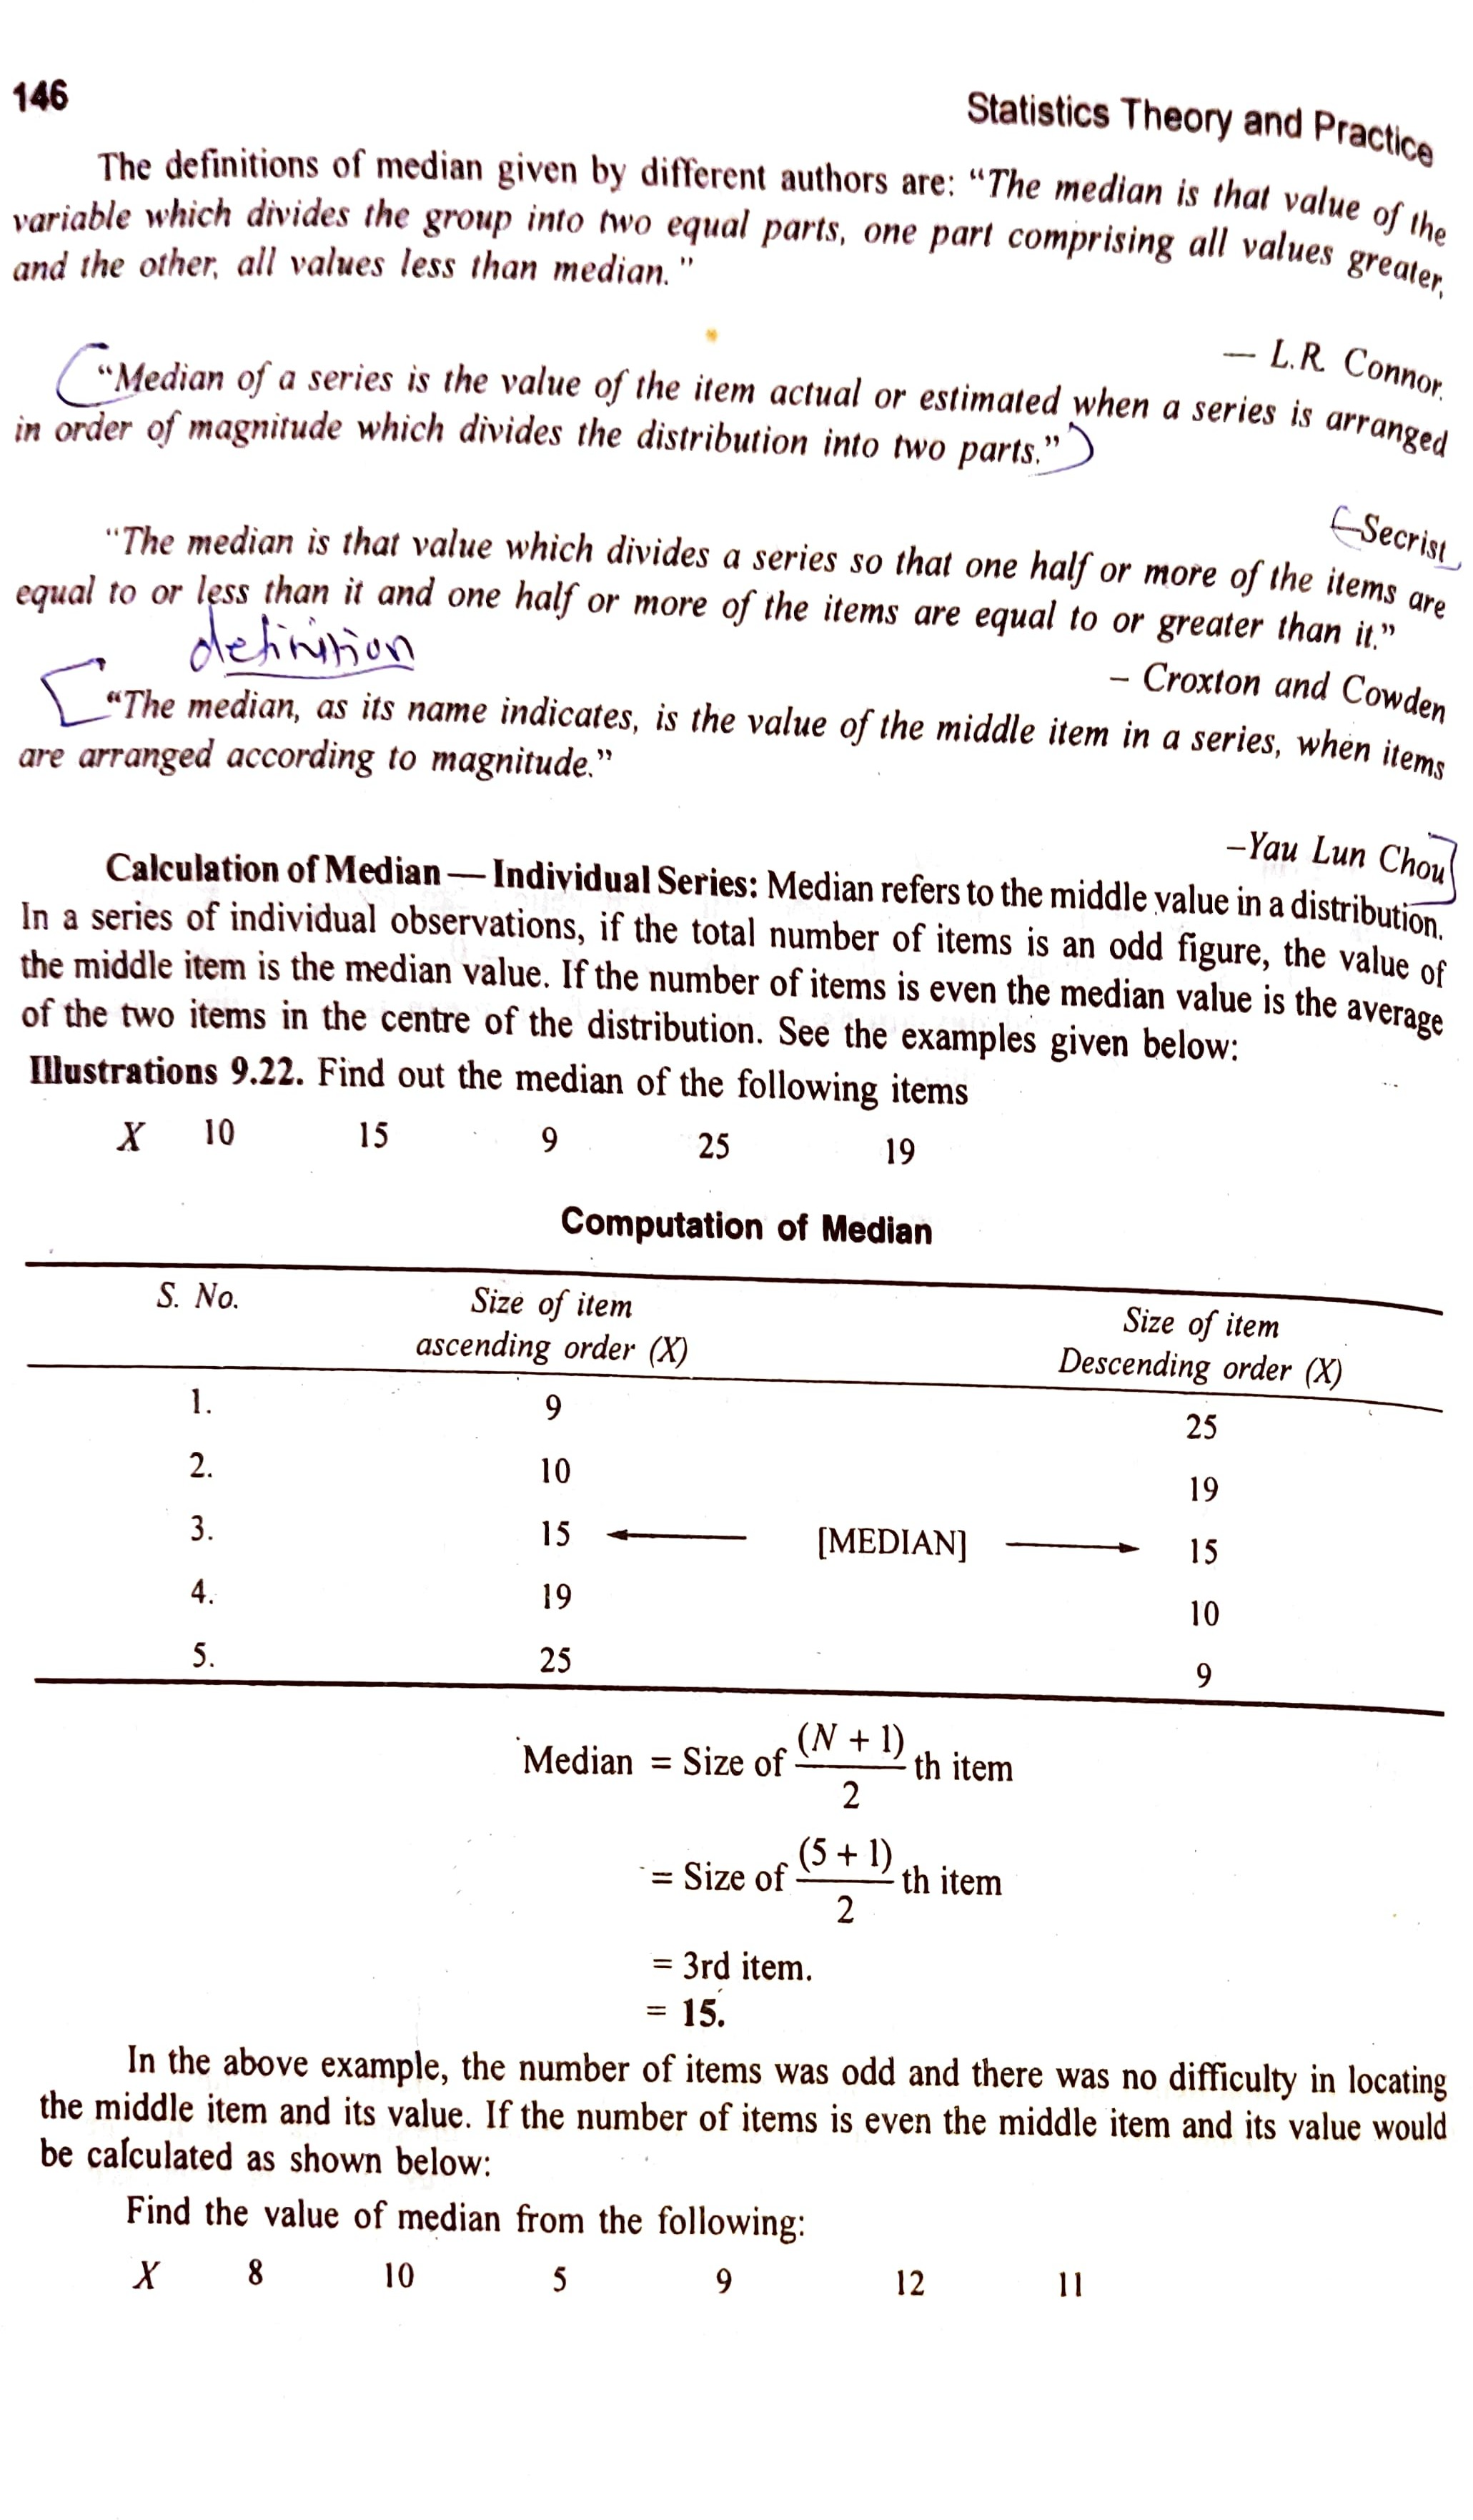 146
Statistics Theory and Practice
The definitions of median given by different authors are: “The median is that value of the
variable which divides the group into two equal parts, one part comprising all values greater,
and the other, all values less than median.”
— L.R. Connor.
“Median of a series is the value of the item actual or estimated when a series is arranged
in order of magnitude which divides the distribution into two parts.”
—Secrist
“The median is that value which divides a series so that one half or more of the items are
equal to or less than it and one half or more of the items are equal to or greater than it.”
definition
– Croxton and Cowden
“The median, as its name indicates, is the value of the middle item in a series, when items
are arranged according to magnitude.”
–Yau Lun Chou
Calculation of Median — Individual Series: Median refers to the middle value in a distribution.
In a series of individual observations, if the total number of items is an odd figure, the value of
the middle item is the median value. If the number of items is even the median value is the average
of the two items in the centre of the distribution. See the examples given below:
Illustrations 9.22. Find out the median of the following items
X 10 15 9 25 19
Computation of Median
S. No. Size of item Size of item
ascending order (X) Descending order (X)
1. 9 25
2. 10 19
3. 15 ← [MEDIAN] → 15
4. 19 10
5. 25 9
Median = Size of (N + 1)/2 th item
= Size of (5 + 1)/2 th item
= 3rd item.
= 15.
In the above example, the number of items was odd and there was no difficulty in locating
the middle item and its value. If the number of items is even the middle item and its value would
be calculated as shown below:
Find the value of median from the following:
X 8 10 5 9 12 11